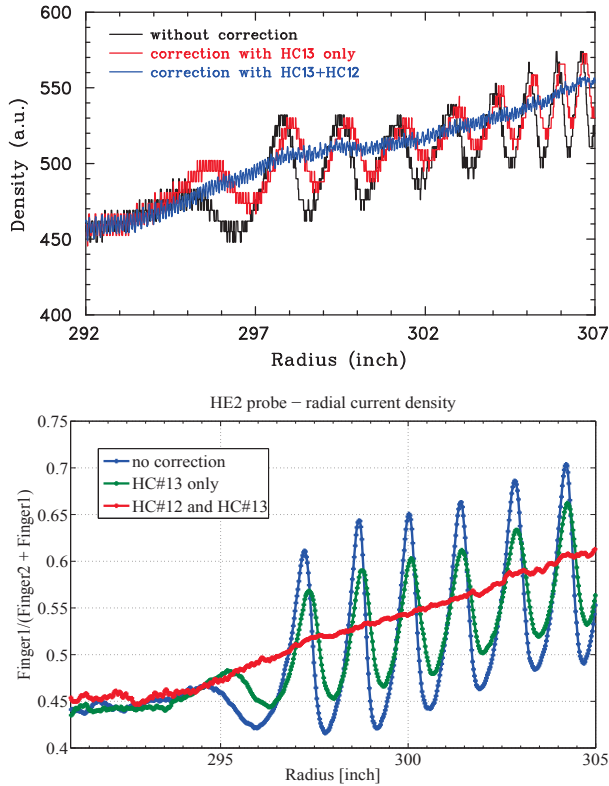 600
550
500
450
400
Density (a.u.)
without correction
correction with HC13 only
correction with HC13+HC12
292
297
302
307
Radius (inch)
HE2 probe − radial current density
0.75
0.7
0.65
0.6
0.55
0.5
0.45
0.4
Finger1/(Finger2 + Finger1)
no correction
HC#13 only
HC#12 and HC#13
295
300
305
Radius [inch]